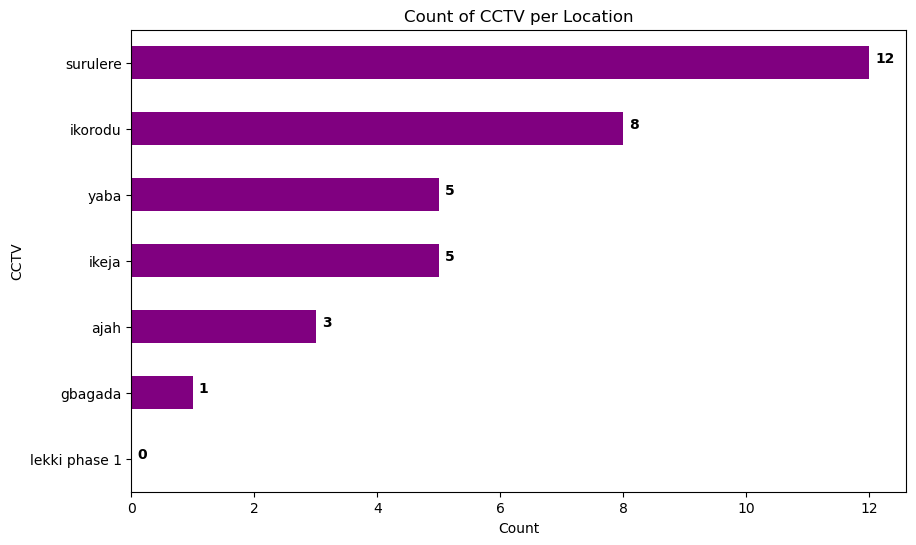 Count of CCTV per Location
CCTV
surulere 12
ikorodu 8
yaba 5
ikeja 5
ajah 3
gbagada 1
lekki phase 1 0
0 2 4 6 8 10 12
Count